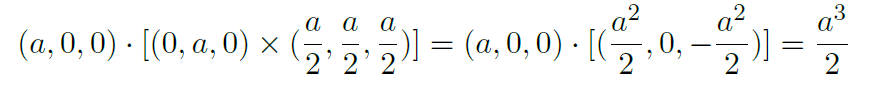 (a, 0, 0) · [(0, a, 0) × (a/2, a/2, a/2)] = (a, 0, 0) · [(a²/2, 0, −a²/2)] = a³/2